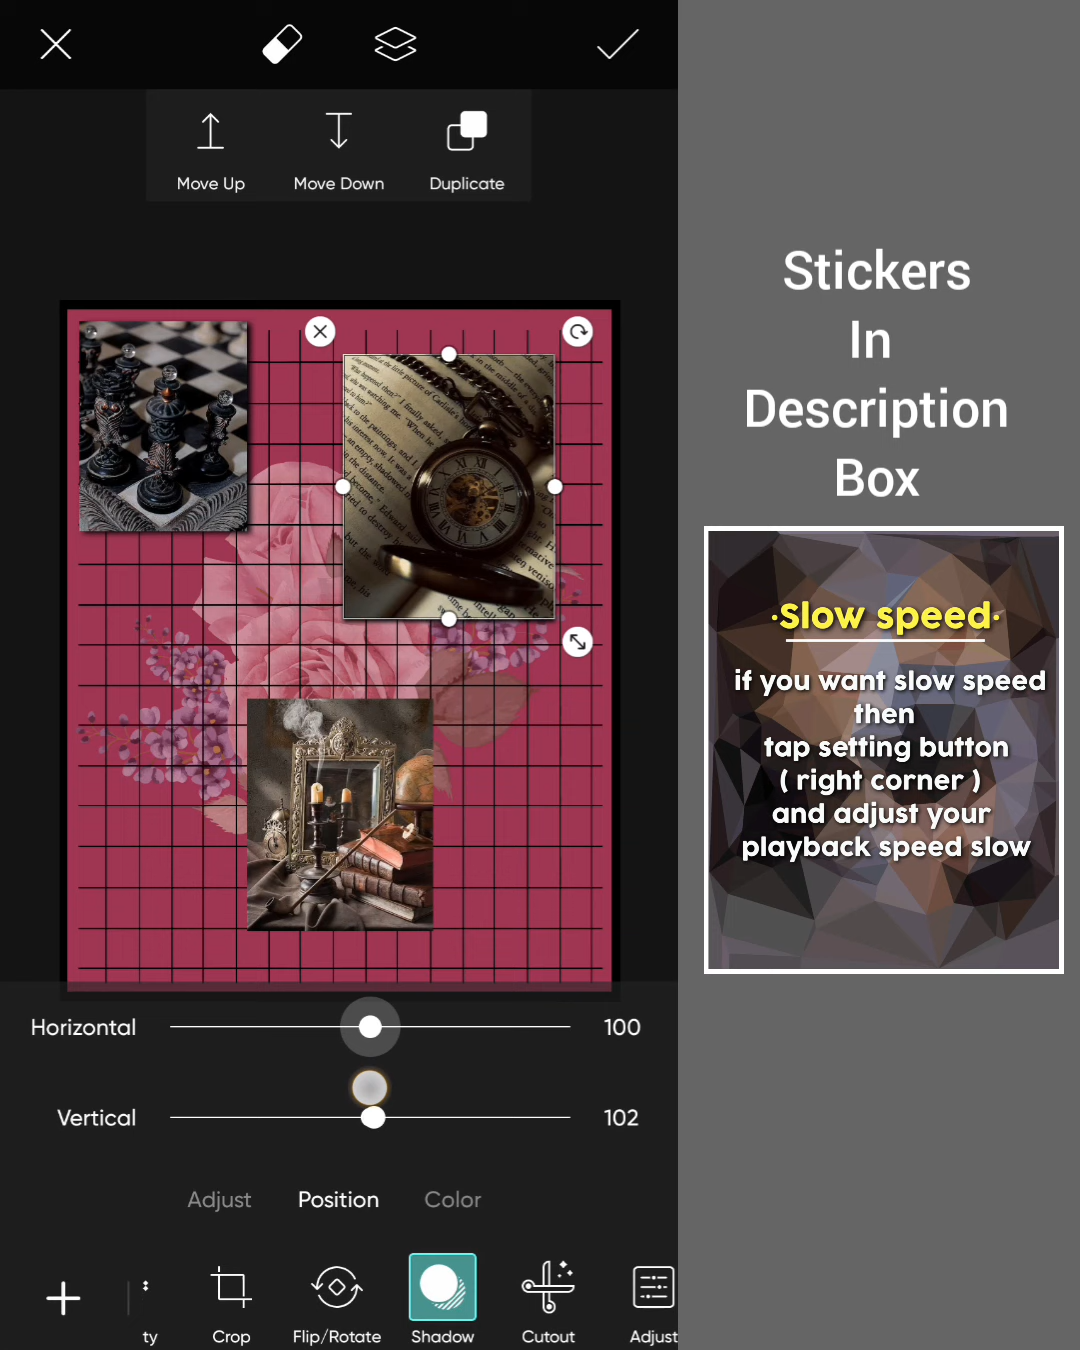 Move Up
Move Down
Duplicate
Horizontal
100
Vertical
102
Adjust
Position
Color
ty
Crop
Flip/Rotate
Shadow
Cutout
Adjust
Stickers
In
Description
Box
·Slow speed·
if you want slow speed
then
tap setting button
( right corner )
and adjust your
playback speed slow